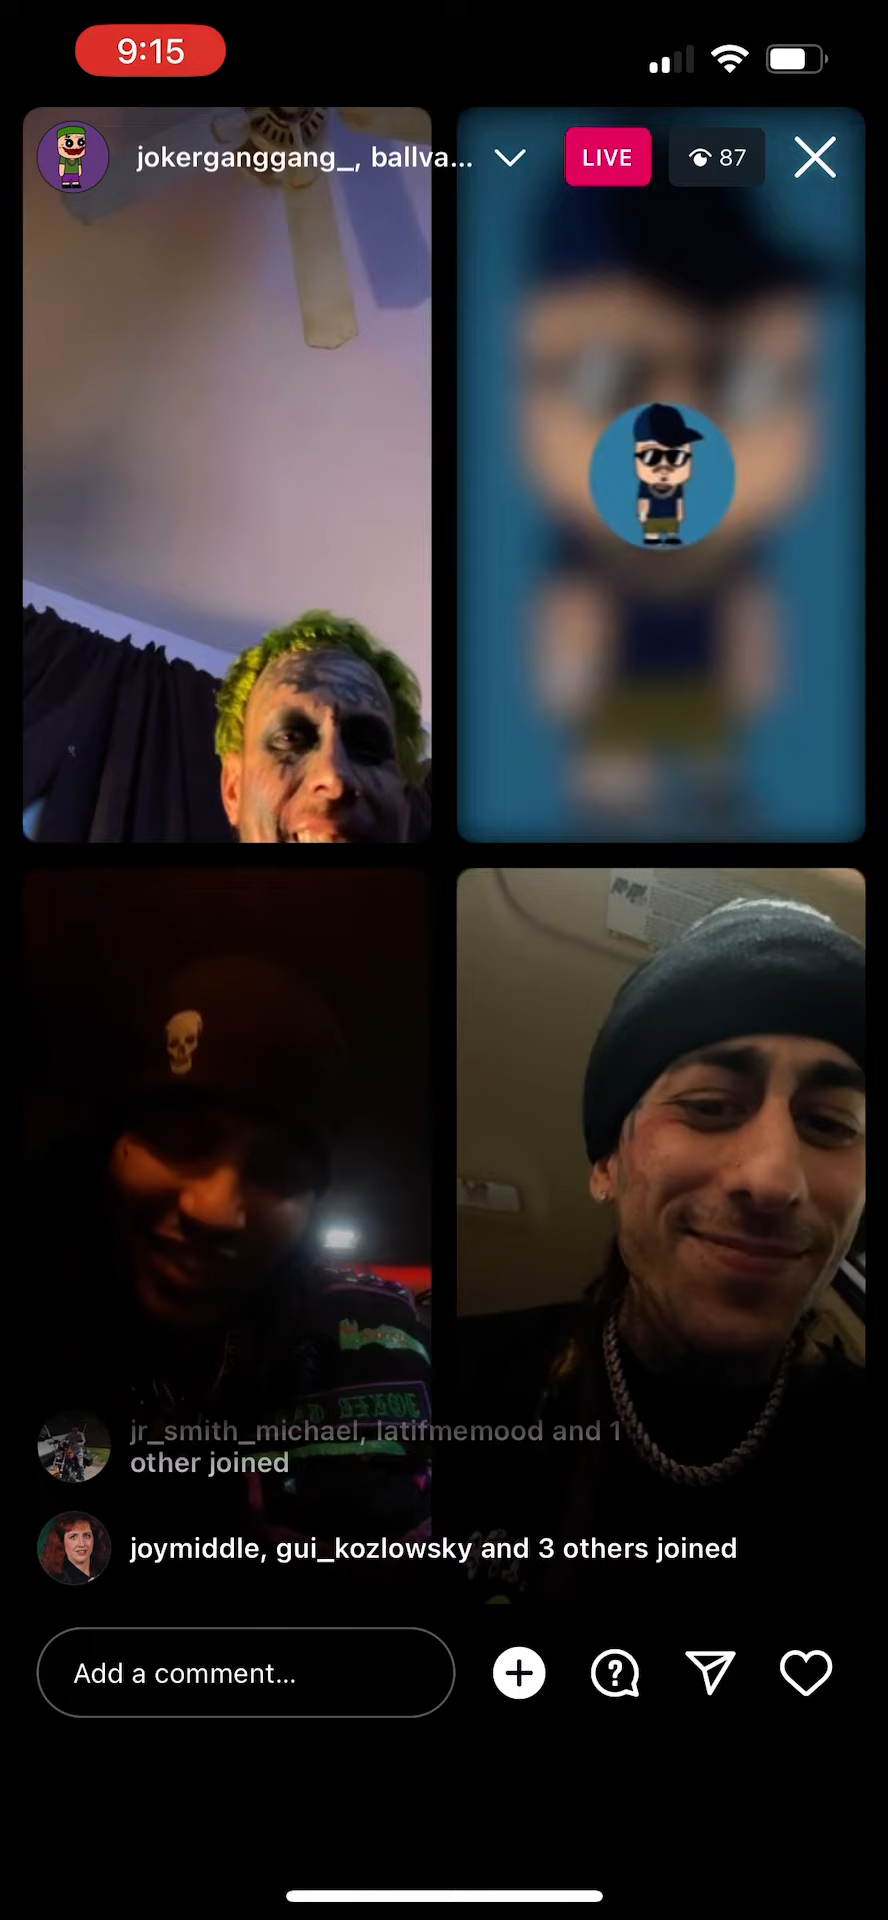 9:15
jokerganggang_, ballva...
LIVE
87
jr_smith_michael, latifmemood and 1
other joined
joymiddle, gui_kozlowsky and 3 others joined
Add a comment...